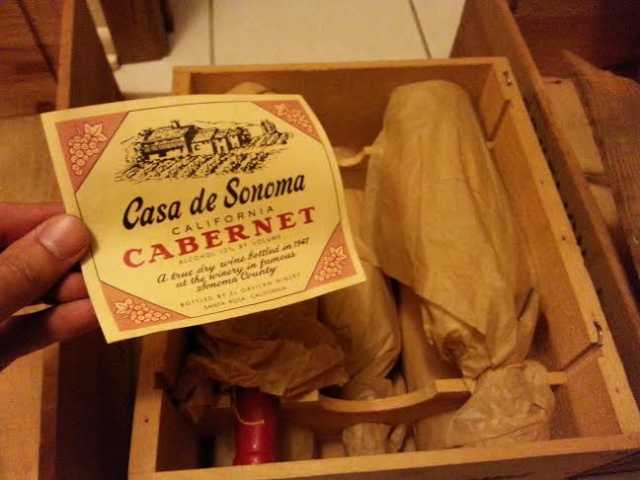 Casa de Sonoma
CALIFORNIA
CABERNET
ALCOHOL 12% BY VOLUME
A true dry wine bottled in 1947
at the winery in famous
Sonoma County
BOTTLED BY EL GAVILAN WINERY
SANTA ROSA, CALIFORNIA